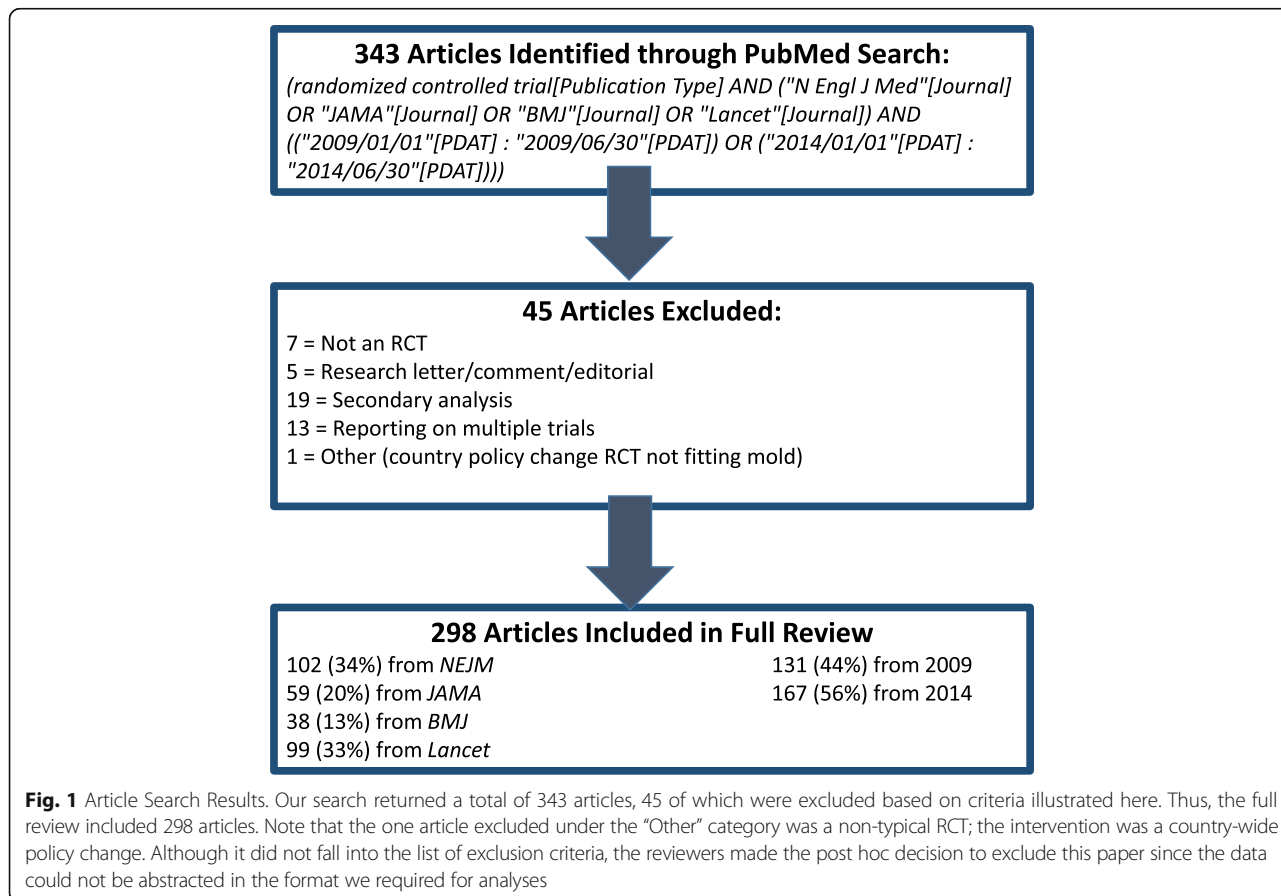 343 Articles Identified through PubMed Search:
(randomized controlled trial[Publication Type] AND ("N Engl J Med"[Journal]
OR "JAMA"[Journal] OR "BMJ"[Journal] OR "Lancet"[Journal]) AND
(("2009/01/01"[PDAT] : "2009/06/30"[PDAT]) OR ("2014/01/01"[PDAT] :
"2014/06/30"[PDAT])))
45 Articles Excluded:
7 = Not an RCT
5 = Research letter/comment/editorial
19 = Secondary analysis
13 = Reporting on multiple trials
1 = Other (country policy change RCT not fitting mold)
298 Articles Included in Full Review
102 (34%) from NEJM
59 (20%) from JAMA
38 (13%) from BMJ
99 (33%) from Lancet
131 (44%) from 2009
167 (56%) from 2014
Fig. 1 Article Search Results. Our search returned a total of 343 articles, 45 of which were excluded based on criteria illustrated here. Thus, the full
review included 298 articles. Note that the one article excluded under the “Other” category was a non-typical RCT; the intervention was a country-wide
policy change. Although it did not fall into the list of exclusion criteria, the reviewers made the post hoc decision to exclude this paper since the data
could not be abstracted in the format we required for analyses